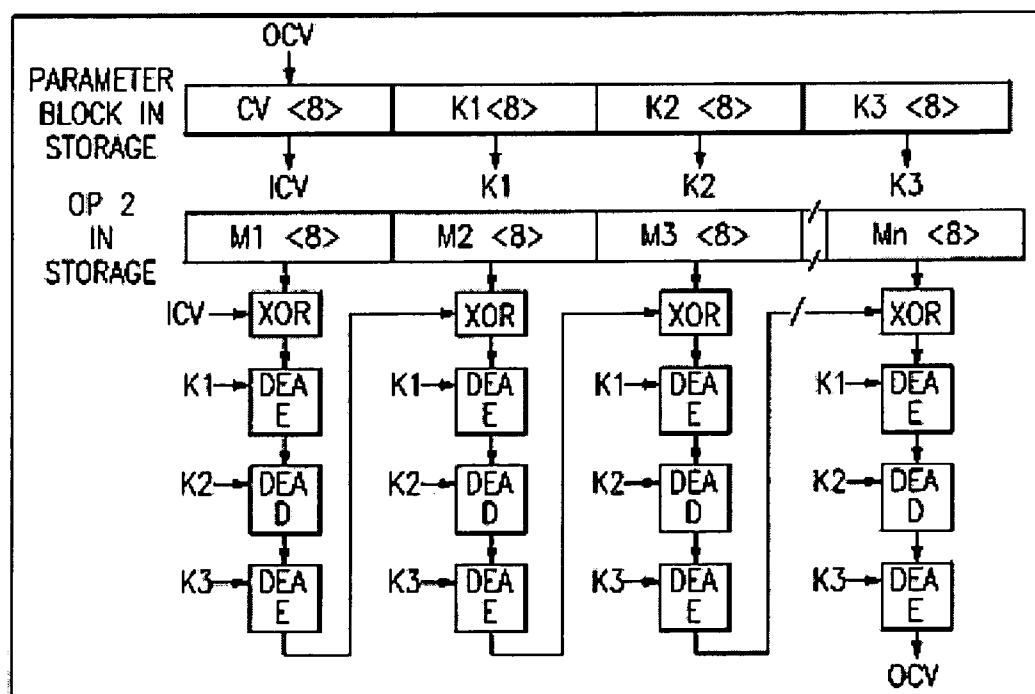 OCV
PARAMETER
BLOCK IN
STORAGE
CV <8> K1<8> K2 <8> K3 <8>
ICV K1 K2 K3
OP 2
IN
STORAGE
M1 <8> M2 <8> M3 <8> Mn <8>
ICV XOR XOR XOR XOR
K1 DEA K1 DEA K1 DEA K1 DEA
E E E E
K2 DEA K2 DEA K2 DEA K2 DEA
D D D D
K3 DEA K3 DEA K3 DEA K3 DEA
E E E E
OCV